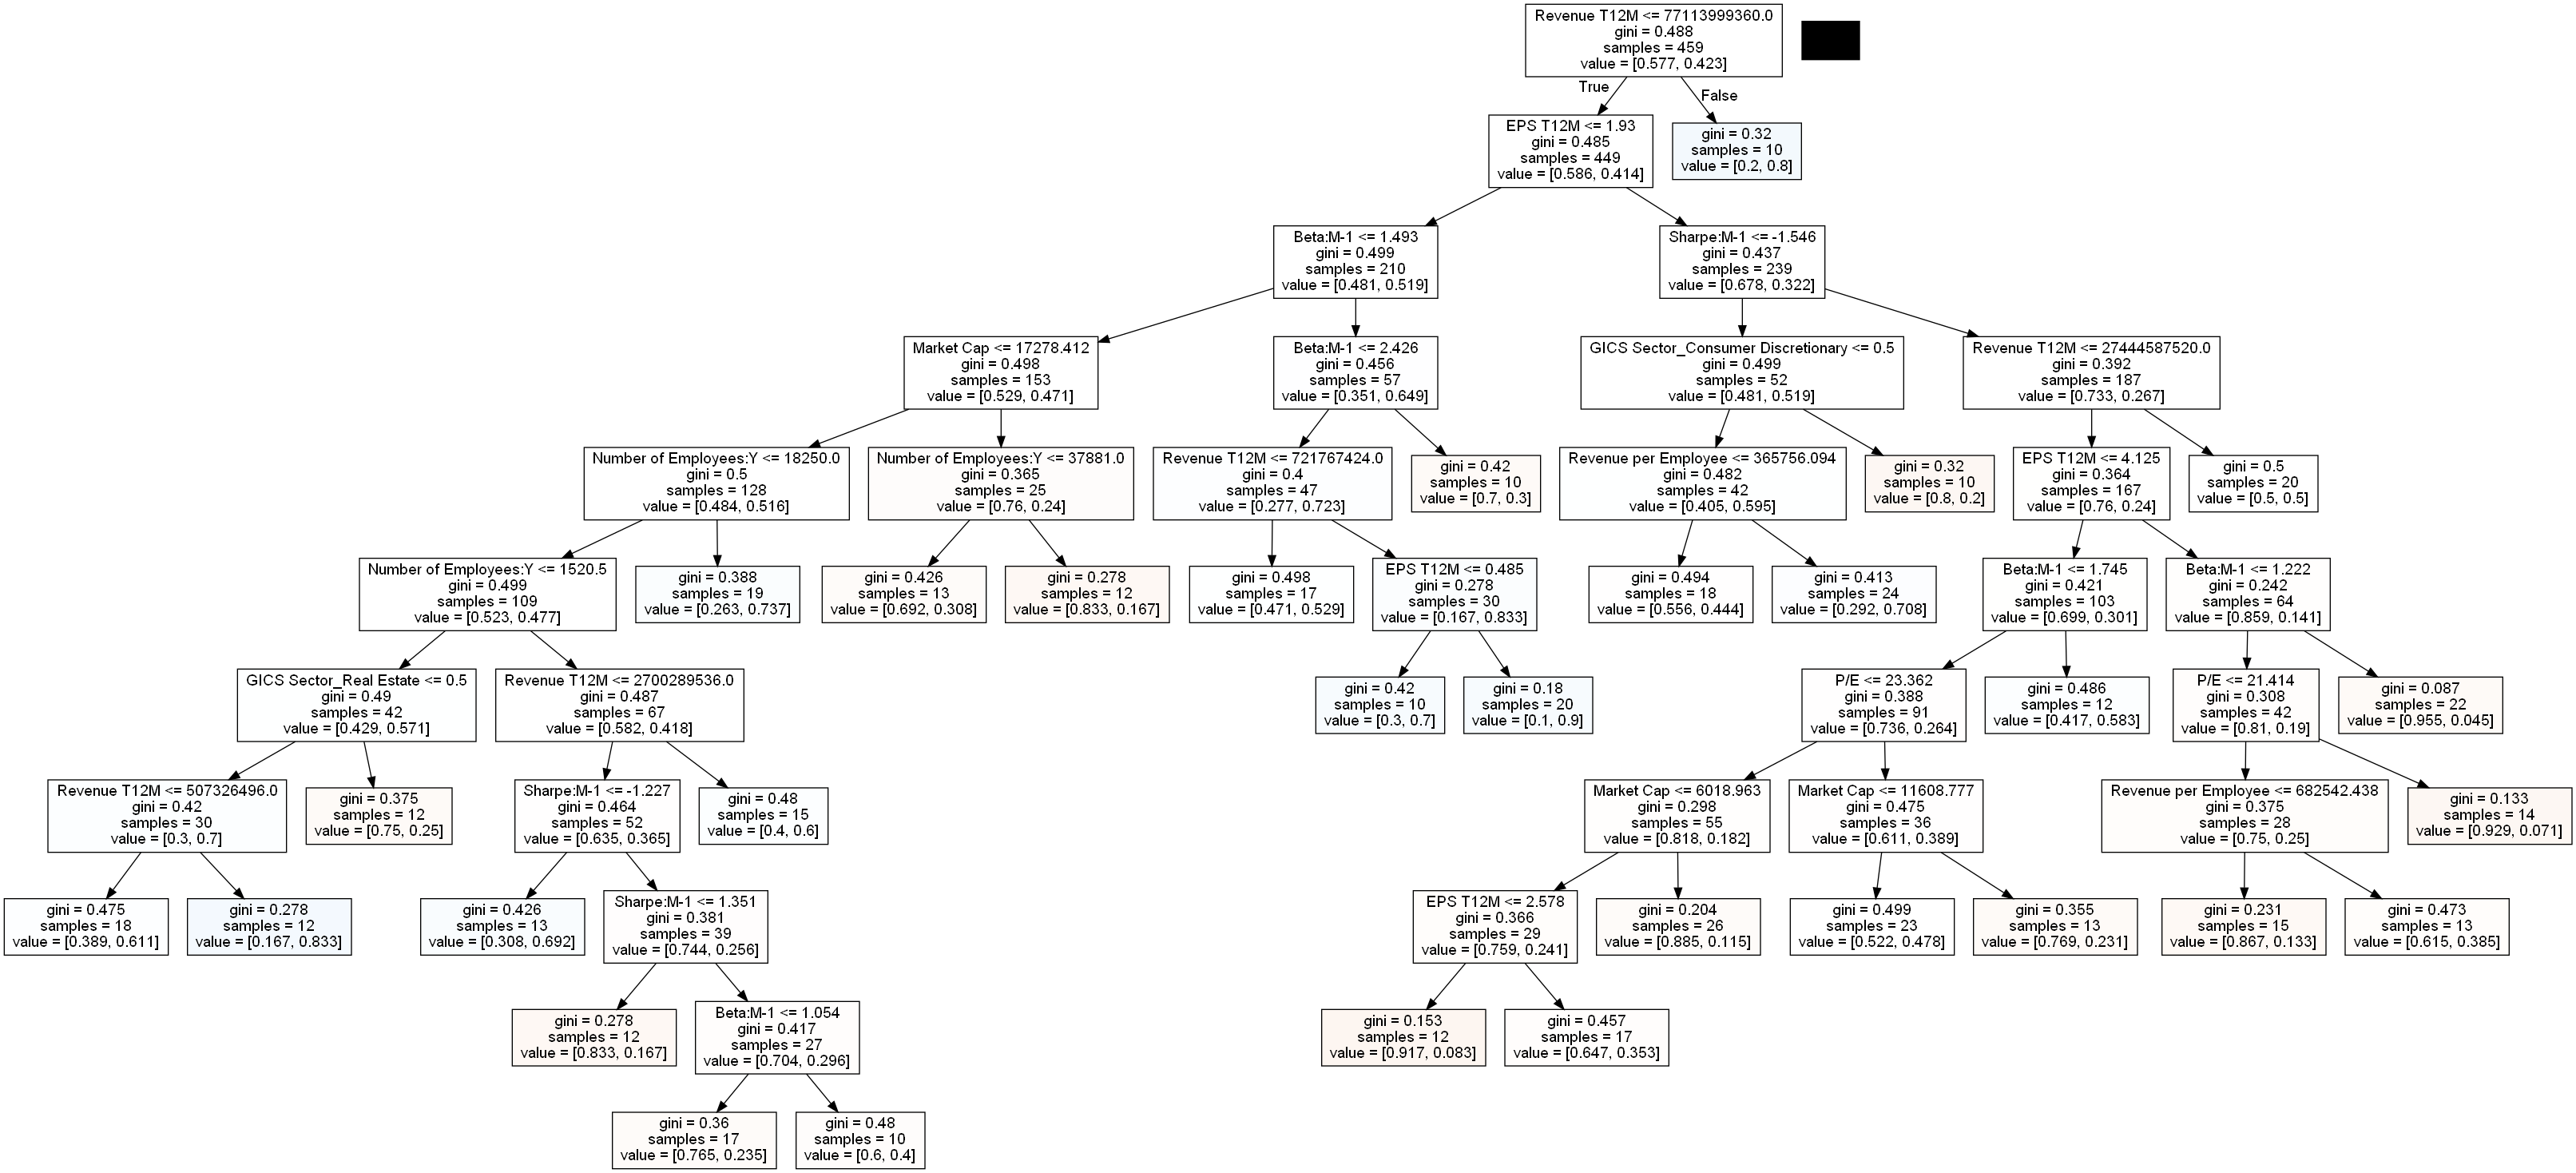 Revenue T12M <= 77113999360.0
gini = 0.488
samples = 459
value = [0.577, 0.423]
True
False
EPS T12M <= 1.93
gini = 0.485
samples = 449
value = [0.586, 0.414]
gini = 0.32
samples = 10
value = [0.2, 0.8]
Beta:M-1 <= 1.493
gini = 0.499
samples = 210
value = [0.481, 0.519]
Sharpe:M-1 <= -1.546
gini = 0.437
samples = 239
value = [0.678, 0.322]
Market Cap <= 17278.412
gini = 0.498
samples = 153
value = [0.529, 0.471]
Beta:M-1 <= 2.426
gini = 0.456
samples = 57
value = [0.351, 0.649]
GICS Sector_Consumer Discretionary <= 0.5
gini = 0.499
samples = 52
value = [0.481, 0.519]
Revenue T12M <= 27444587520.0
gini = 0.392
samples = 187
value = [0.733, 0.267]
Number of Employees:Y <= 18250.0
gini = 0.5
samples = 128
value = [0.484, 0.516]
Number of Employees:Y <= 37881.0
gini = 0.365
samples = 25
value = [0.76, 0.24]
Revenue T12M <= 721767424.0
gini = 0.4
samples = 47
value = [0.277, 0.723]
gini = 0.42
samples = 10
value = [0.7, 0.3]
Revenue per Employee <= 365756.094
gini = 0.482
samples = 42
value = [0.405, 0.595]
gini = 0.32
samples = 10
value = [0.8, 0.2]
EPS T12M <= 4.125
gini = 0.364
samples = 167
value = [0.76, 0.24]
gini = 0.5
samples = 20
value = [0.5, 0.5]
Number of Employees:Y <= 1520.5
gini = 0.499
samples = 109
value = [0.523, 0.477]
gini = 0.388
samples = 19
value = [0.263, 0.737]
gini = 0.426
samples = 13
value = [0.692, 0.308]
gini = 0.278
samples = 12
value = [0.833, 0.167]
gini = 0.498
samples = 17
value = [0.471, 0.529]
EPS T12M <= 0.485
gini = 0.278
samples = 30
value = [0.167, 0.833]
gini = 0.494
samples = 18
value = [0.556, 0.444]
gini = 0.413
samples = 24
value = [0.292, 0.708]
Beta:M-1 <= 1.745
gini = 0.421
samples = 103
value = [0.699, 0.301]
Beta:M-1 <= 1.222
gini = 0.242
samples = 64
value = [0.859, 0.141]
GICS Sector_Real Estate <= 0.5
gini = 0.49
samples = 42
value = [0.429, 0.571]
Revenue T12M <= 2700289536.0
gini = 0.487
samples = 67
value = [0.582, 0.418]
gini = 0.42
samples = 10
value = [0.3, 0.7]
gini = 0.18
samples = 20
value = [0.1, 0.9]
P/E <= 23.362
gini = 0.388
samples = 91
value = [0.736, 0.264]
gini = 0.486
samples = 12
value = [0.417, 0.583]
P/E <= 21.414
gini = 0.308
samples = 42
value = [0.81, 0.19]
gini = 0.087
samples = 22
value = [0.955, 0.045]
Revenue T12M <= 507326496.0
gini = 0.42
samples = 30
value = [0.3, 0.7]
gini = 0.375
samples = 12
value = [0.75, 0.25]
Sharpe:M-1 <= -1.227
gini = 0.464
samples = 52
value = [0.635, 0.365]
gini = 0.48
samples = 15
value = [0.4, 0.6]
Market Cap <= 6018.963
gini = 0.298
samples = 55
value = [0.818, 0.182]
Market Cap <= 11608.777
gini = 0.475
samples = 36
value = [0.611, 0.389]
Revenue per Employee <= 682542.438
gini = 0.375
samples = 28
value = [0.75, 0.25]
gini = 0.133
samples = 14
value = [0.929, 0.071]
gini = 0.475
samples = 18
value = [0.389, 0.611]
gini = 0.278
samples = 12
value = [0.167, 0.833]
gini = 0.426
samples = 13
value = [0.308, 0.692]
Sharpe:M-1 <= 1.351
gini = 0.381
samples = 39
value = [0.744, 0.256]
EPS T12M <= 2.578
gini = 0.366
samples = 29
value = [0.759, 0.241]
gini = 0.204
samples = 26
value = [0.885, 0.115]
gini = 0.499
samples = 23
value = [0.522, 0.478]
gini = 0.355
samples = 13
value = [0.769, 0.231]
gini = 0.231
samples = 15
value = [0.867, 0.133]
gini = 0.473
samples = 13
value = [0.615, 0.385]
gini = 0.278
samples = 12
value = [0.833, 0.167]
Beta:M-1 <= 1.054
gini = 0.417
samples = 27
value = [0.704, 0.296]
gini = 0.153
samples = 12
value = [0.917, 0.083]
gini = 0.457
samples = 17
value = [0.647, 0.353]
gini = 0.36
samples = 17
value = [0.765, 0.235]
gini = 0.48
samples = 10
value = [0.6, 0.4]